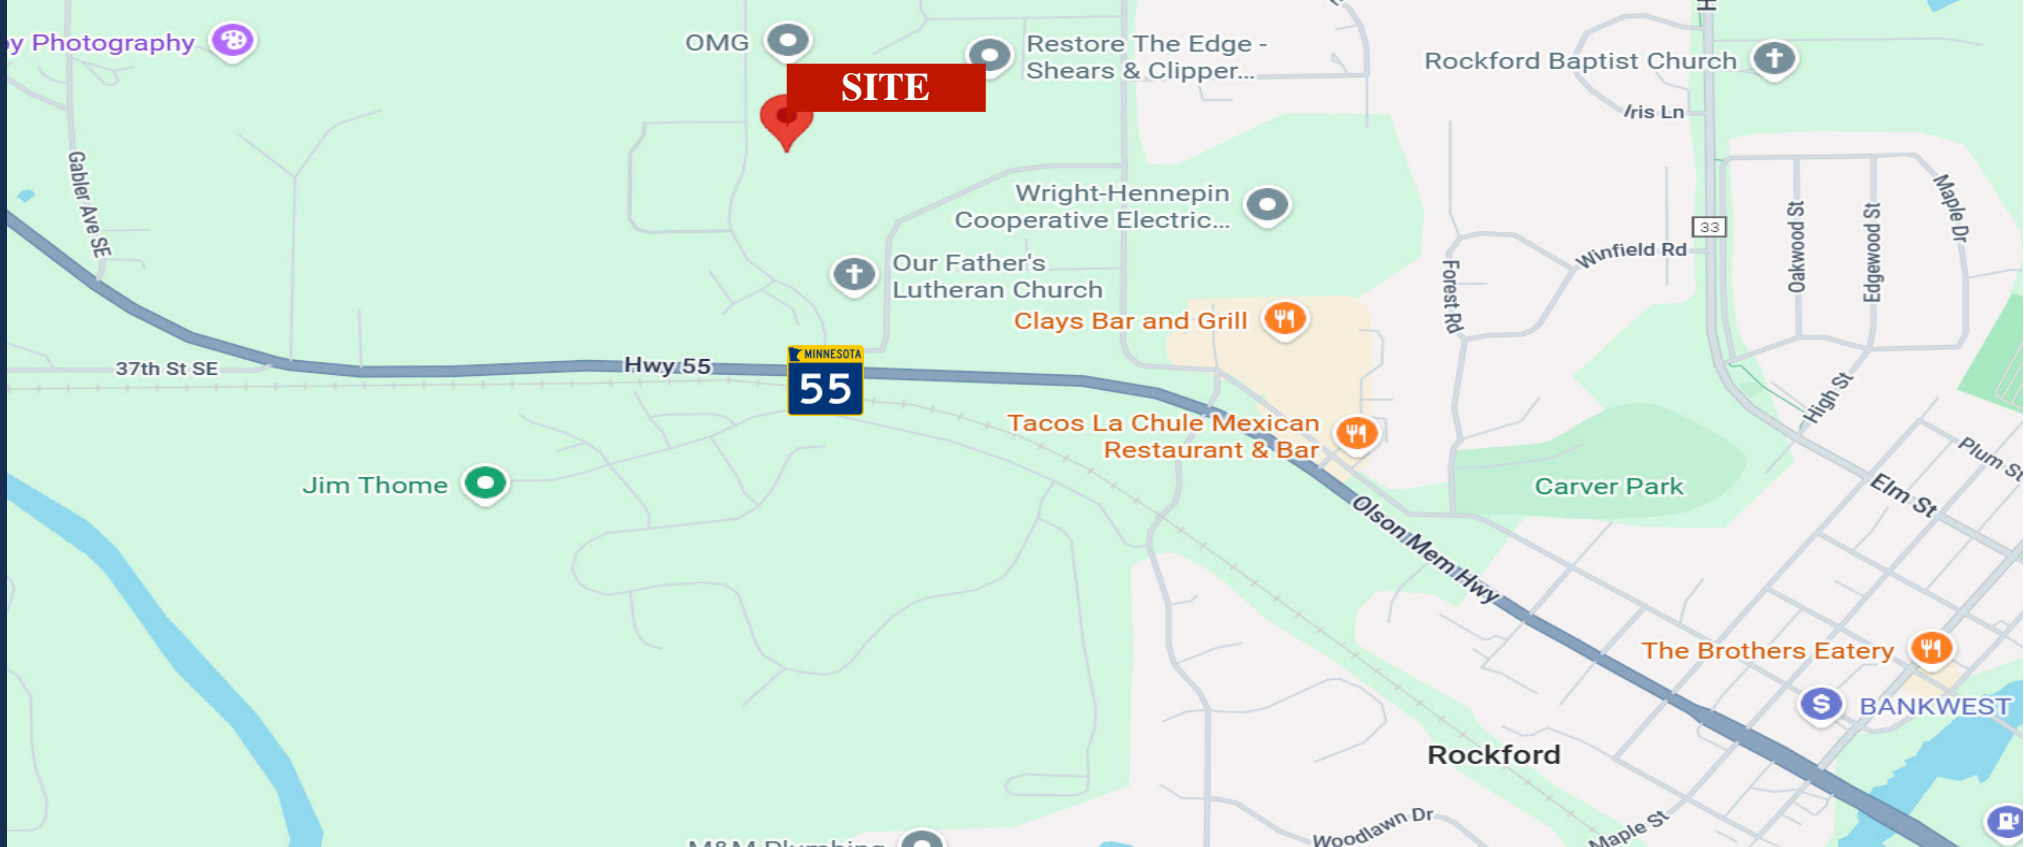 y Photography
OMG
Restore The Edge -
Shears & Clipper...
SITE
Rockford Baptist Church
Iris Ln
Gabler Ave SE
Wright-Hennepin
Cooperative Electric...
33
Oakwood St
Edgewood St
Maple Dr
Winfield Rd
Forest Rd
Our Father's
Lutheran Church
Clays Bar and Grill
37th St SE
Hwy 55
MINNESOTA
55
High St
Tacos La Chule Mexican
Restaurant & Bar
Plum St
Jim Thome
Carver Park
Elm St
Olson Mem Hwy
The Brothers Eatery
BANKWEST
Rockford
Woodlawn Dr
Maple St
M&M Plumbing